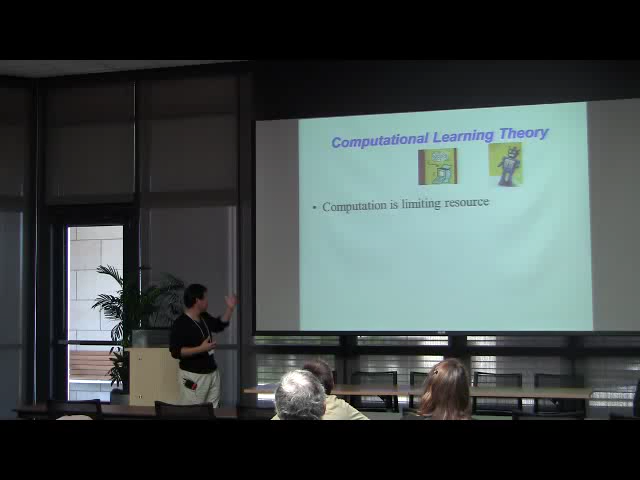 Computational Learning Theory
• Computation is limiting resource